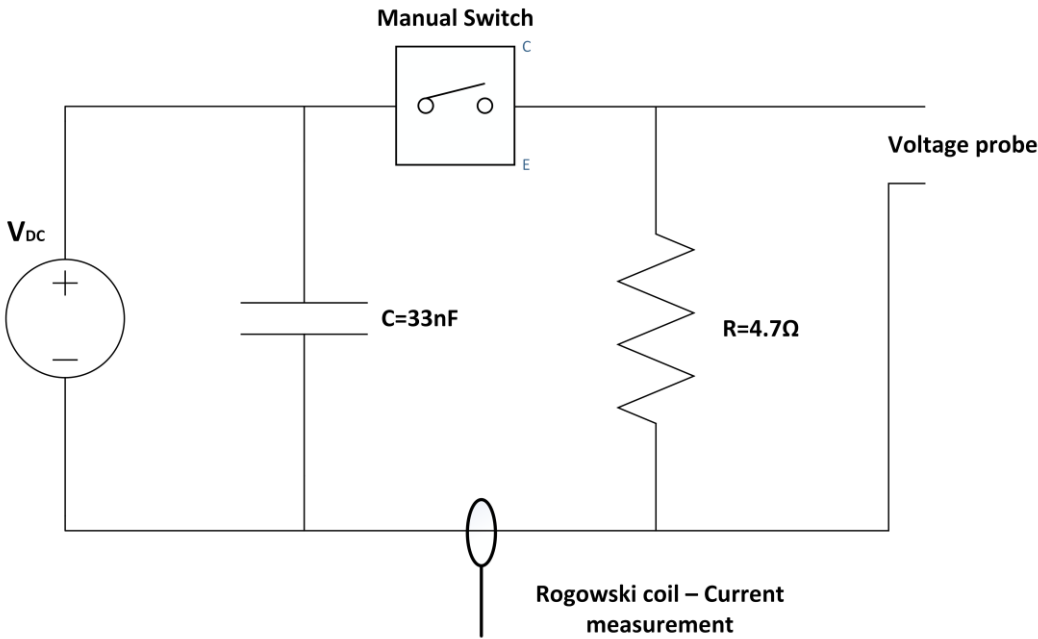 Manual Switch
C
E
Voltage probe
VDC
+
−
C=33nF
R=4.7Ω
Rogowski coil – Current
measurement